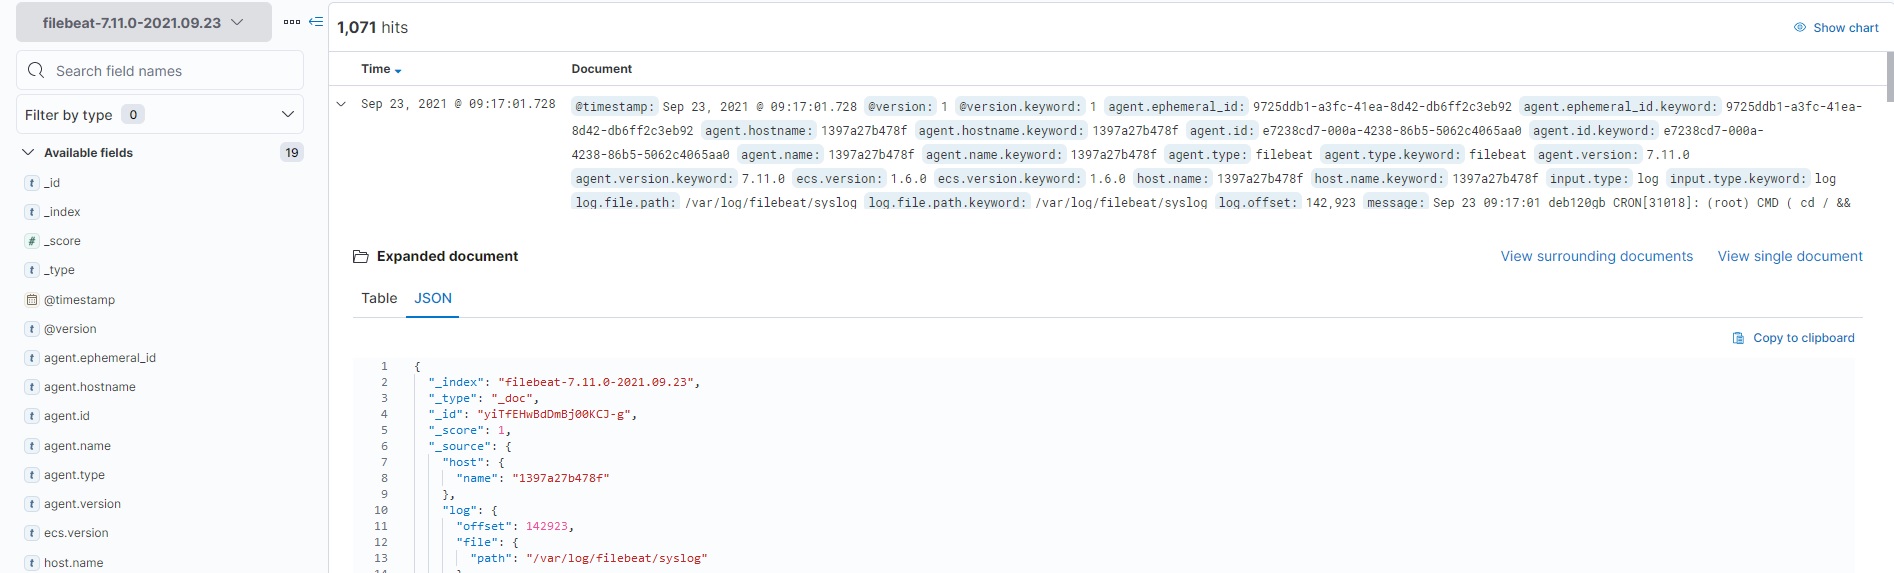 filebeat-7.11.0-2021.09.23
Search field names
Filter by type 0
Available fields 19
t _id
t _index
# _score
t _type
@timestamp
t @version
t agent.ephemeral_id
t agent.hostname
t agent.id
t agent.name
t agent.type
t agent.version
t ecs.version
t host.name
1,071 hits
Show chart
Time Document
Sep 23, 2021 @ 09:17:01.728
@timestamp: Sep 23, 2021 @ 09:17:01.728 @version: 1 @version.keyword: 1 agent.ephemeral_id: 9725ddb1-a3fc-41ea-8d42-db6ff2c3eb92 agent.ephemeral_id.keyword: 9725ddb1-a3fc-41ea-
8d42-db6ff2c3eb92 agent.hostname: 1397a27b478f agent.hostname.keyword: 1397a27b478f agent.id: e7238cd7-000a-4238-86b5-5062c4065aa0 agent.id.keyword: e7238cd7-000a-
4238-86b5-5062c4065aa0 agent.name: 1397a27b478f agent.name.keyword: 1397a27b478f agent.type: filebeat agent.type.keyword: filebeat agent.version: 7.11.0
agent.version.keyword: 7.11.0 ecs.version: 1.6.0 ecs.version.keyword: 1.6.0 host.name: 1397a27b478f host.name.keyword: 1397a27b478f input.type: log input.type.keyword: log
log.file.path: /var/log/filebeat/syslog log.file.path.keyword: /var/log/filebeat/syslog log.offset: 142,923 message: Sep 23 09:17:01 deb120gb CRON[31018]: (root) CMD ( cd / &&
Expanded document
View surrounding documents View single document
Table JSON
Copy to clipboard
1 {
2 "_index": "filebeat-7.11.0-2021.09.23",
3 "_type": "_doc",
4 "_id": "yiTfEHwBdDmBj00KCJ-g",
5 "_score": 1,
6 "_source": {
7 "host": {
8 "name": "1397a27b478f"
9 },
10 "log": {
11 "offset": 142923,
12 "file": {
13 "path": "/var/log/filebeat/syslog"